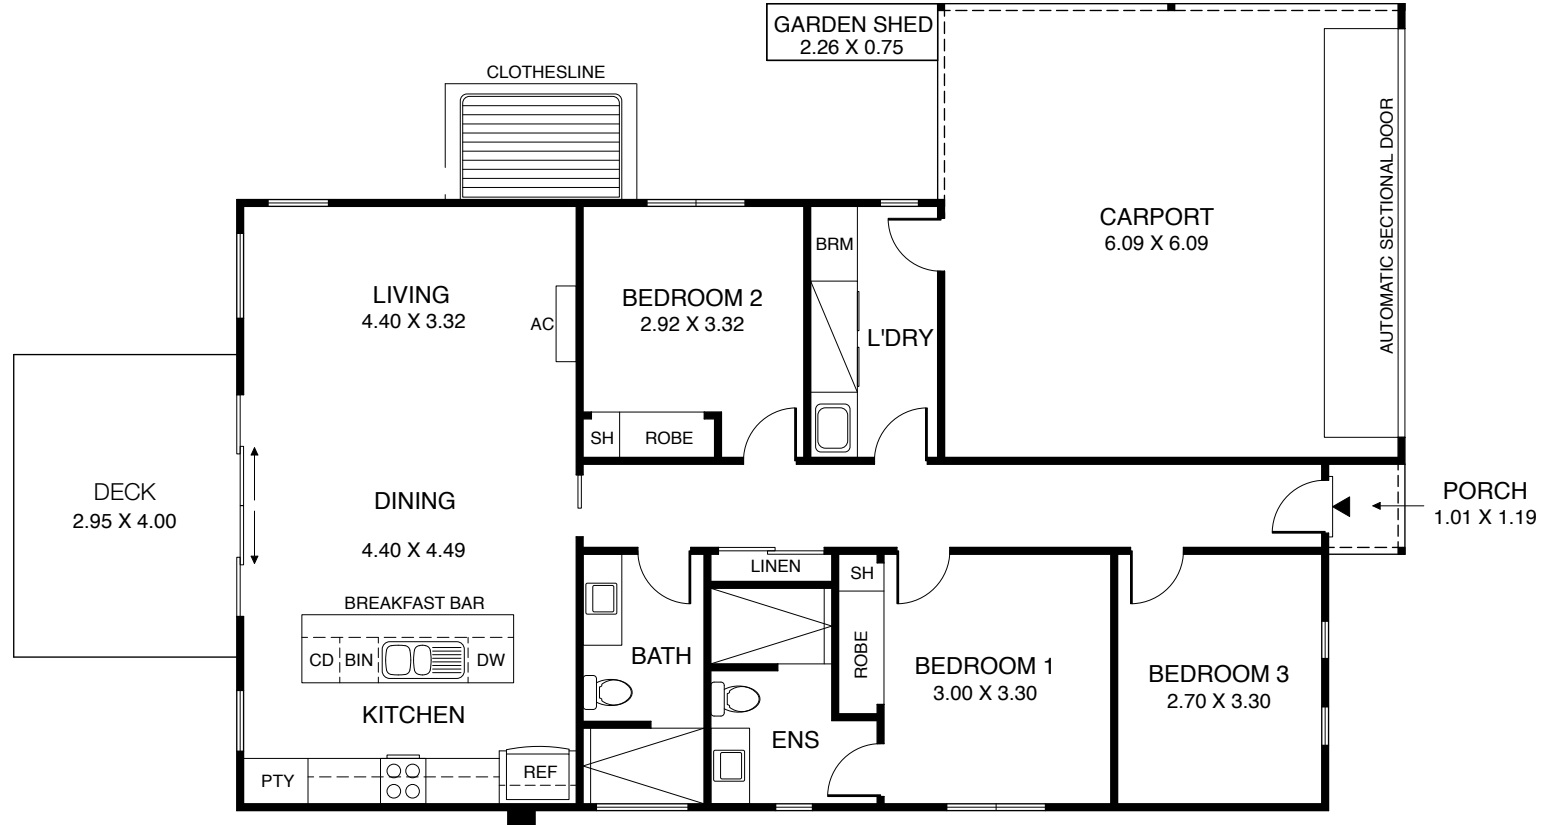 GARDEN SHED
2.26 X 0.75
CLOTHESLINE
AUTOMATIC SECTIONAL DOOR
CARPORT
6.09 X 6.09
BRM
LIVING
4.40 X 3.32
AC
BEDROOM 2
2.92 X 3.32
L'DRY
SH
ROBE
DECK
2.95 X 4.00
DINING
4.40 X 4.49
PORCH
1.01 X 1.19
LINEN
SH
BREAKFAST BAR
CD
BIN
DW
BATH
ROBE
BEDROOM 1
3.00 X 3.30
BEDROOM 3
2.70 X 3.30
KITCHEN
ENS
PTY
REF